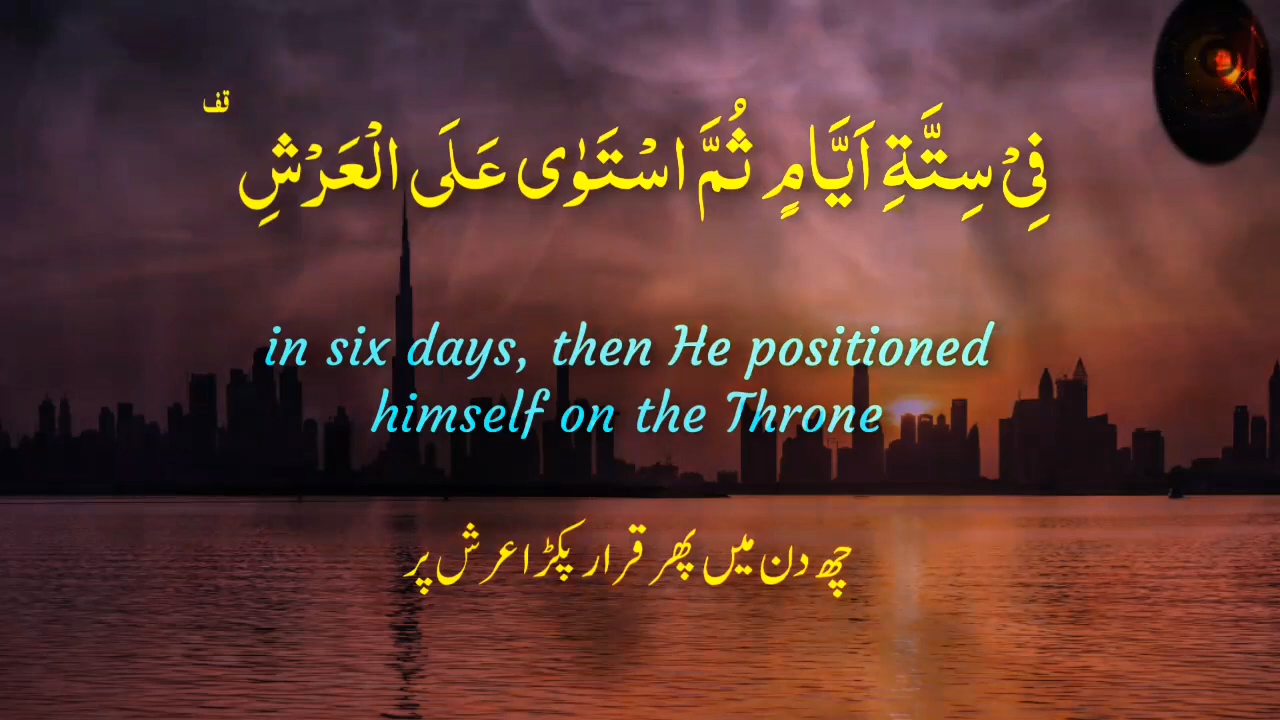 فِیْ سِتَّةِ اَیَّامٍ ثُمَّ اسْتَوٰی عَلَی الْعَرْشِ ۫ قف
in six days, then He positioned
himself on the Throne
چھ دن میں پھر قرار پکڑا عرش پر